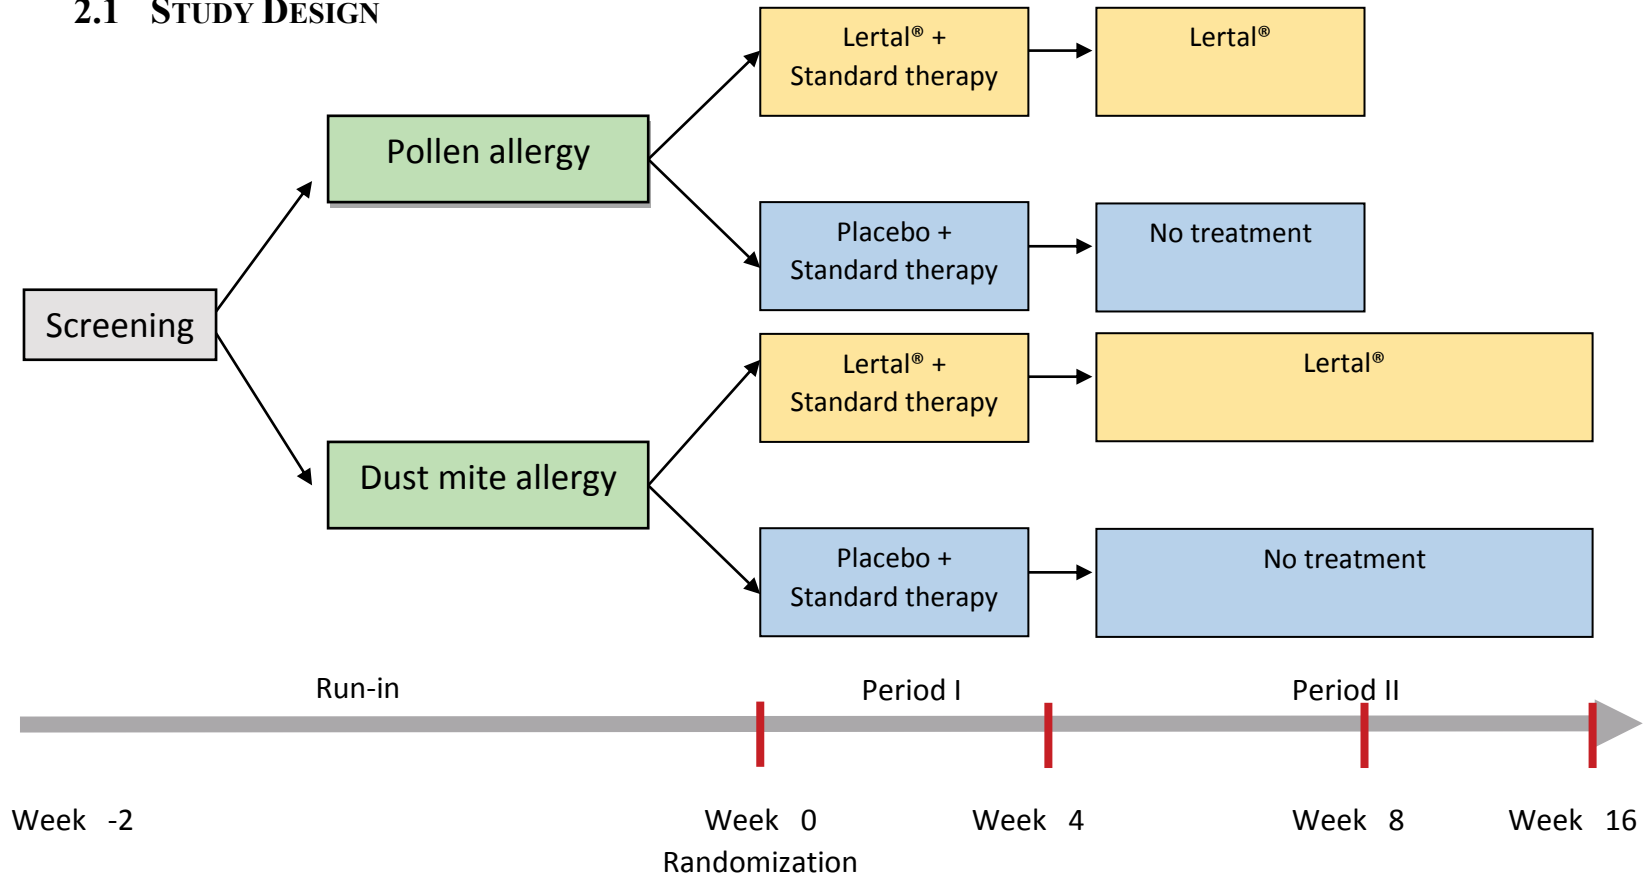 2.1 STUDY DESIGN
Lertal® +
Standard therapy
Lertal®
Pollen allergy
Placebo +
Standard therapy
No treatment
Screening
Lertal® +
Standard therapy
Lertal®
Dust mite allergy
Placebo +
Standard therapy
No treatment
Run-in
Period I
Period II
Week -2
Week 0
Randomization
Week 4
Week 8
Week 16